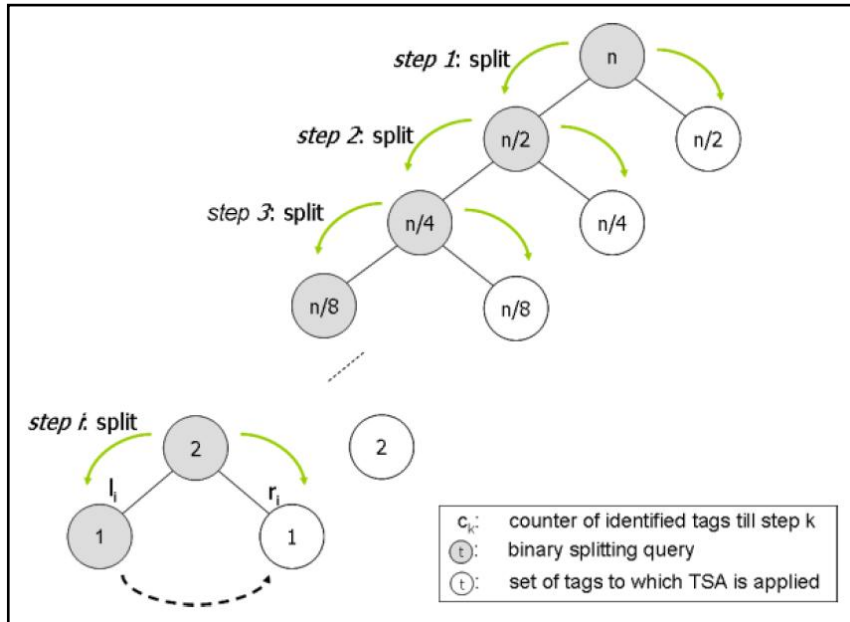 n
step 1: split
n/2
n/2
step 2: split
n/4
n/4
step 3: split
n/8
n/8
step i: split
2
2
lᵢ
rᵢ
1
1
cₖ: counter of identified tags till step k
t : binary splitting query
t : set of tags to which TSA is applied